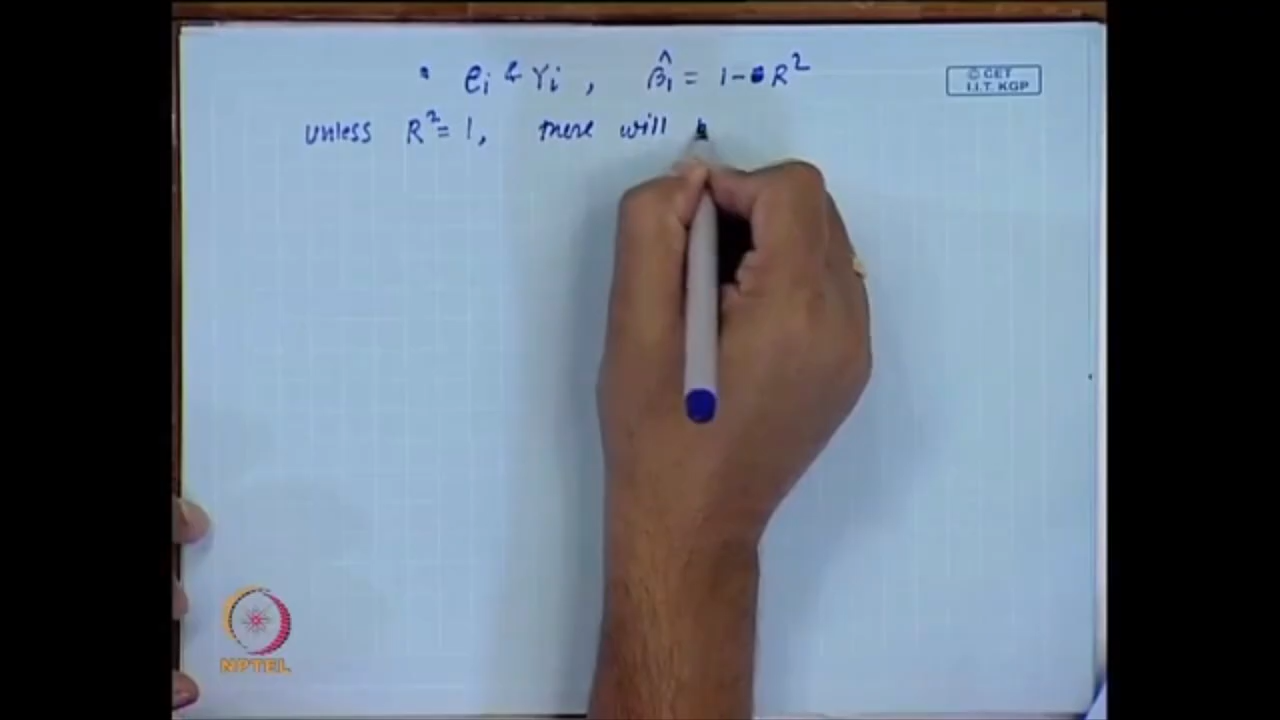 • ei & Yi , β̂1 = 1 - R²
unless R² = 1, there will b
© CET
I.I.T. KGP
NPTEL